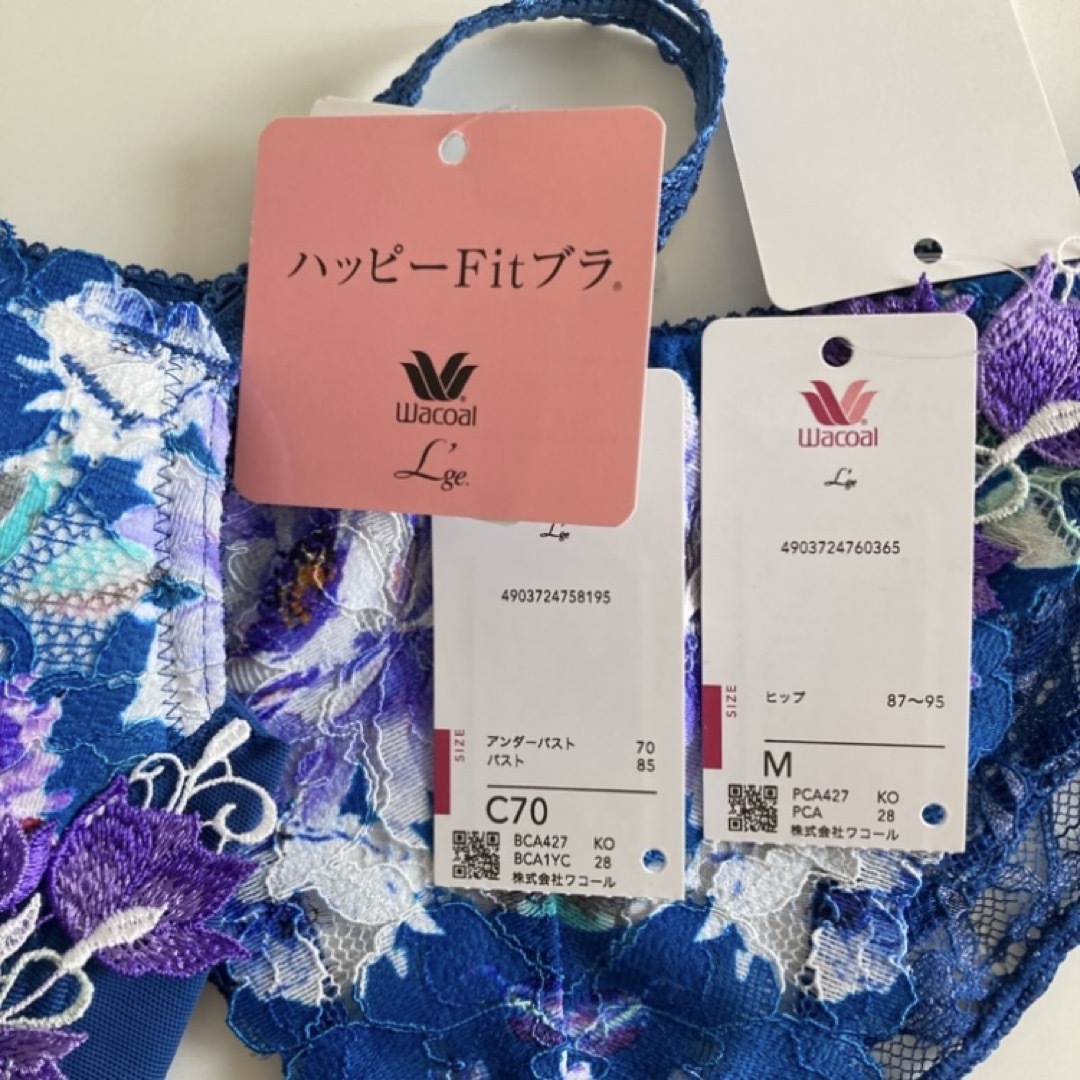 ハッピーFitブラ®
Wacoal®
L'ge®
L'ge
4903724758195
SIZE
アンダーバスト 70
バスト 85
C70
BCA427 KO
BCA1YC 28
株式会社ワコール
Wacoal®
L'ge
4903724760365
SIZE
ヒップ 87〜95
M
PCA427 KO
PCA 28
株式会社ワコール